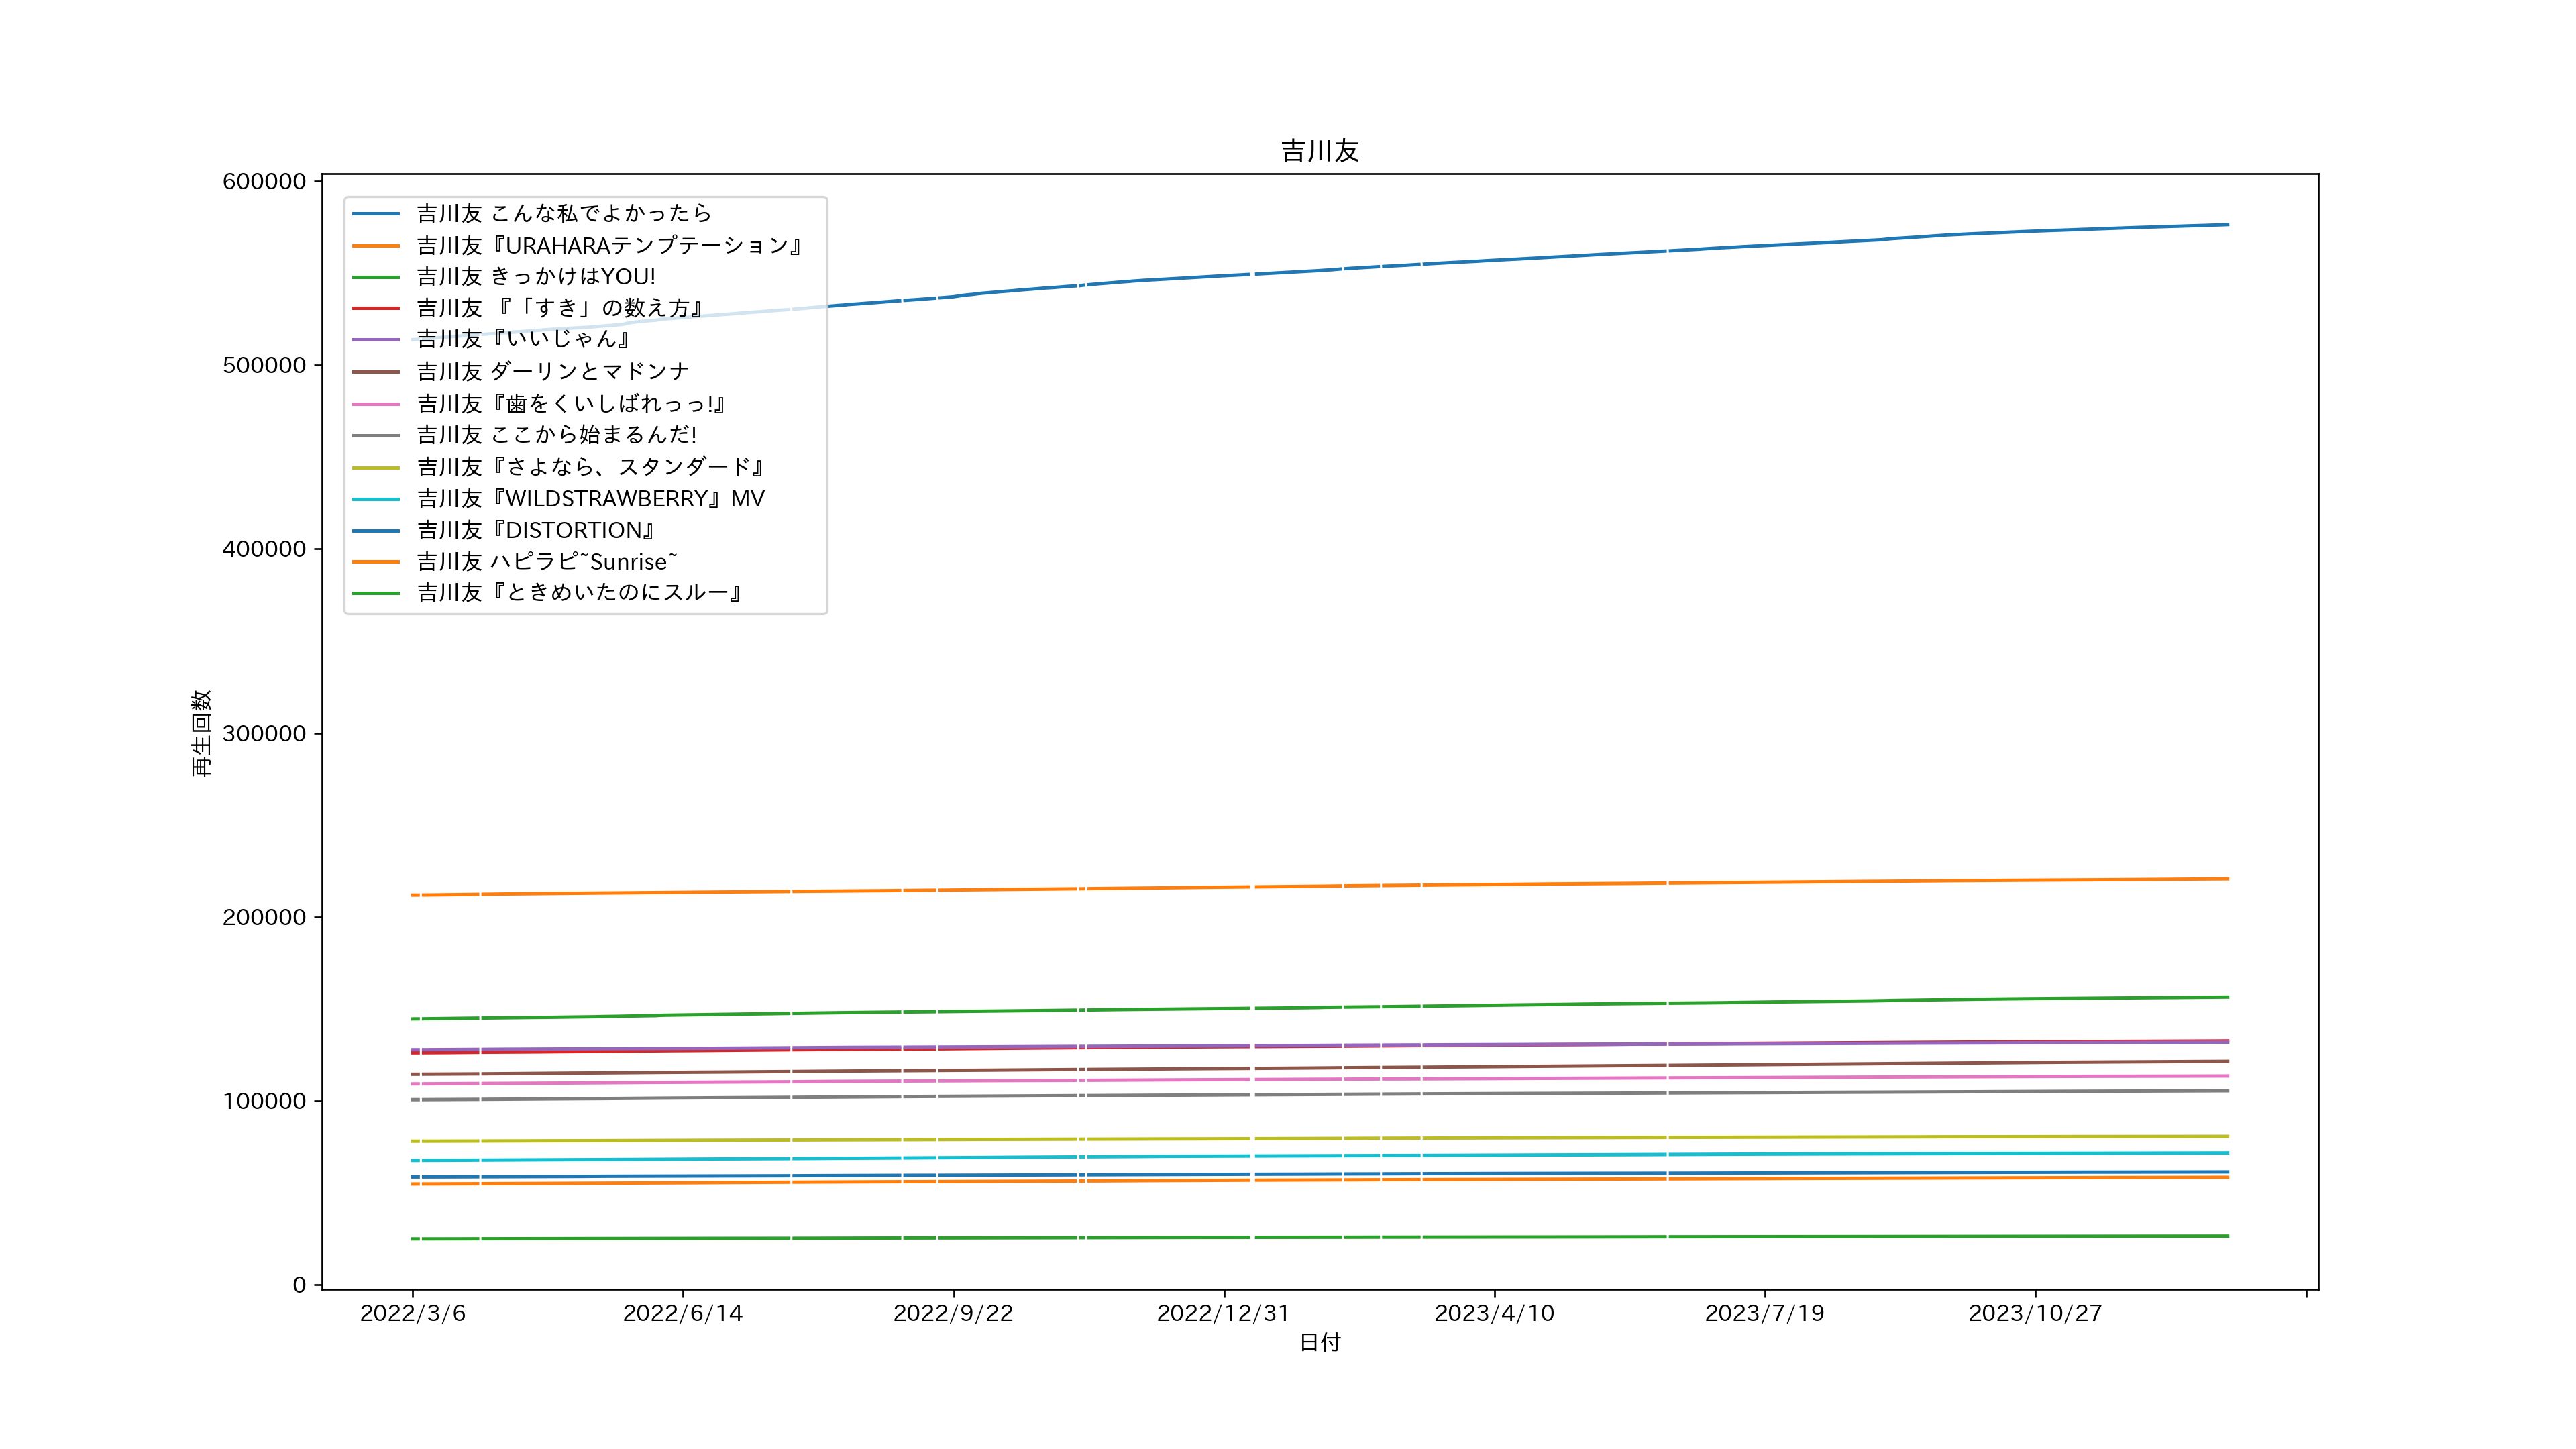 吉川友
600000
500000
400000
300000
200000
100000
0
再生回数
吉川友 こんな私でよかったら
吉川友『URAHARAテンプテーション』
吉川友 きっかけはYOU!
吉川友 『「すき」の数え方』
吉川友『いいじゃん』
吉川友 ダーリンとマドンナ
吉川友『歯をくいしばれっっ!』
吉川友 ここから始まるんだ!
吉川友『さよなら、スタンダード』
吉川友『WILDSTRAWBERRY』MV
吉川友『DISTORTION』
吉川友 ハピラピ~Sunrise~
吉川友『ときめいたのにスルー』
2022/3/6 2022/6/14 2022/9/22 2022/12/31 2023/4/10 2023/7/19 2023/10/27
日付